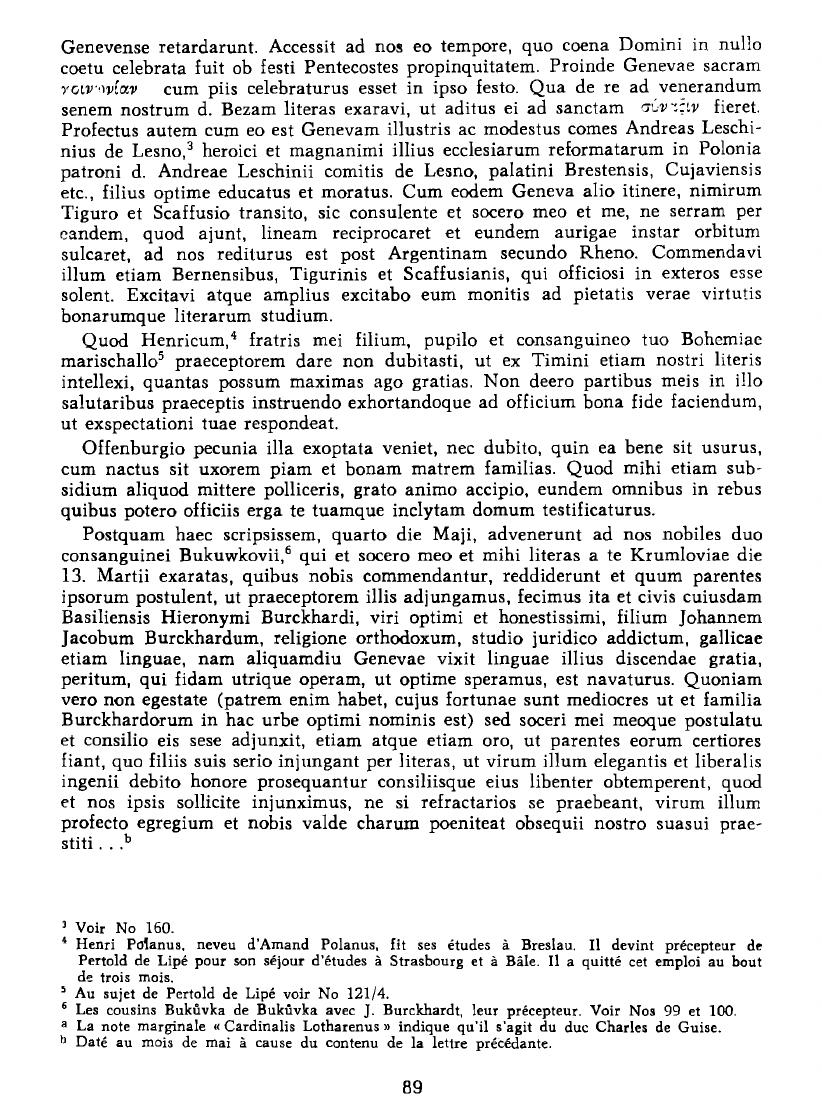 Genevense retardarunt. Accessit ad nos eo tempore, quo coena Domini in nullo
coetu celebrata fuit ob festi Pentecostes propinquitatem. Proinde Genevae sacram
cum piis celebraturus esset in ipso festo. Qua de re ad venerandum
senem nostrum d. Bezam literas exaravi, ut aditus ei ad sanctam fieret.
Profectus autem cum eo est Genevam illustris ac modestus comes Andreas Leschi-
nius de Lesno,³ heroici et magnanimi illius ecclesiarum reformatarum in Polonia
patroni d. Andreae Leschinii comitis de Lesno, palatini Brestensis, Cujaviensis
etc., filius optime educatus et moratus. Cum eodem Geneva alio itinere, nimirum
Tiguro et Scaffusio transito, sic consulente et socero meo et me, ne serram per
eandem, quod ajunt, lineam reciprocaret et eundem aurigae instar orbitum
sulcaret, ad nos rediturus est post Argentinam secundo Rheno. Commendavi
illum etiam Bernensibus, Tigurinis et Scaffusianis, qui officiosi in exteros esse
solent. Excitavi atque amplius excitabo eum monitis ad pietatis verae virtutis
bonarumque literarum studium.
Quod Henricum,⁴ fratris mei filium, pupilo et consanguineo tuo Bohemiae
marischallo⁵ praeceptorem dare non dubitasti, ut ex Timini etiam nostri literis
intellexi, quantas possum maximas ago gratias. Non deero partibus meis in illo
salutaribus praeceptis instruendo exhortandoque ad officium bona fide faciendum,
ut exspectationi tuae respondeat.
Offenburgio pecunia illa exoptata veniet, nec dubito, quin ea bene sit usurus,
cum nactus sit uxorem piam et bonam matrem familias. Quod mihi etiam sub-
sidium aliquod mittere polliceris, grato animo accipio, eundem omnibus in rebus
quibus potero officiis erga te tuamque inclytam domum testificaturus.
Postquam haec scripsissem, quarto die Maji, advenerunt ad nos nobiles duo
consanguinei Bukuwkovii,⁶ qui et socero meo et mihi literas a te Krumloviae die
13. Martii exaratas, quibus nobis commendantur, reddiderunt et quum parentes
ipsorum postulent, ut praeceptorem illis adjungamus, fecimus ita et civis cuiusdam
Basiliensis Hieronymi Burckhardi, viri optimi et honestissimi, filium Johannem
Jacobum Burckhardum, religione orthodoxum, studio juridico addictum, gallicae
etiam linguae, nam aliquamdiu Genevae vixit linguae illius discendae gratia,
peritum, qui fidam utrique operam, ut optime speramus, est navaturus. Quoniam
vero non egestate (patrem enim habet, cujus fortunae sunt mediocres ut et familia
Burckhardorum in hac urbe optimi nominis est) sed soceri mei meoque postulatu
et consilio eis sese adjunxit, etiam atque etiam oro, ut parentes eorum certiores
fiant, quo filiis suis serio injungant per literas, ut virum illum elegantis et liberalis
ingenii debito honore prosequantur consiliisque eius libenter obtemperent, quod
et nos ipsis sollicite injunximus, ne si refractarios se praebeant, virum illum
profecto egregium et nobis valde charum poeniteat obsequii nostro suasui prae-
stiti . . .ᵇ
³ Voir No 160.
⁴ Henri Polanus, neveu d'Amand Polanus, fit ses études à Breslau. Il devint précepteur de
Pertold de Lipé pour son séjour d'études à Strasbourg et à Bâle. Il a quitté cet emploi au bout
de trois mois.
⁵ Au sujet de Pertold de Lipé voir No 121/4.
⁶ Les cousins Bukůvka de Bukůvka avec J. Burckhardt, leur précepteur. Voir Nos 99 et 100.
ᵃ La note marginale « Cardinalis Lotharenus » indique qu'il s'agit du duc Charles de Guise.
ᵇ Daté au mois de mai à cause du contenu de la lettre précédante.
89